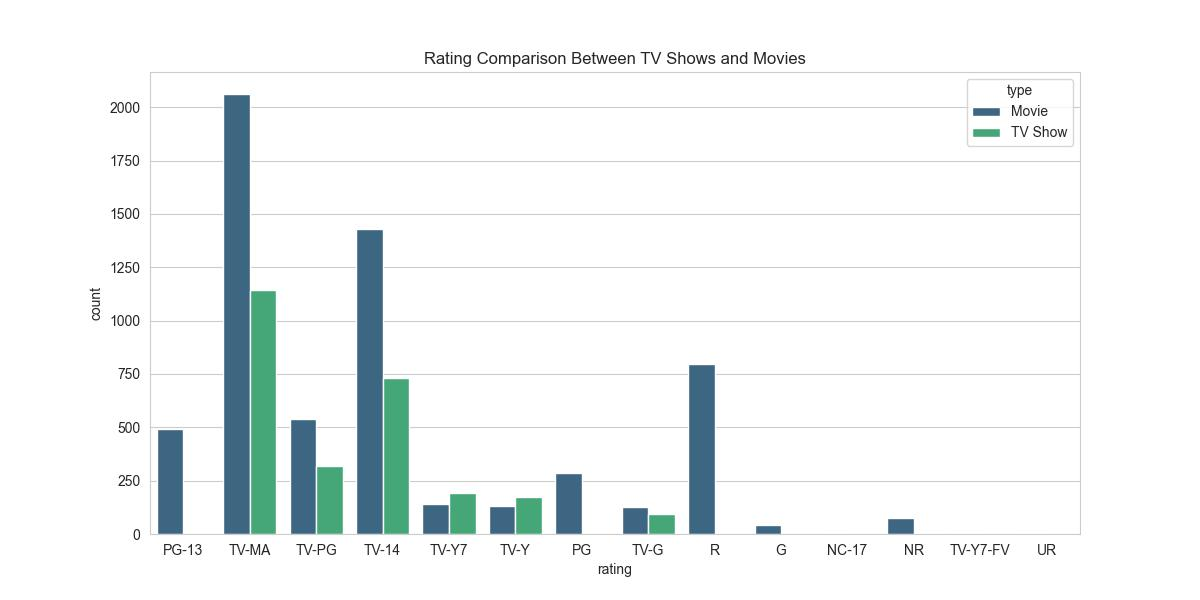 Rating Comparison Between TV Shows and Movies
type
Movie
TV Show
2000
1750
1500
1250
1000
750
500
250
0
count
PG-13 TV-MA TV-PG TV-14 TV-Y7 TV-Y PG TV-G R G NC-17 NR TV-Y7-FV UR
rating